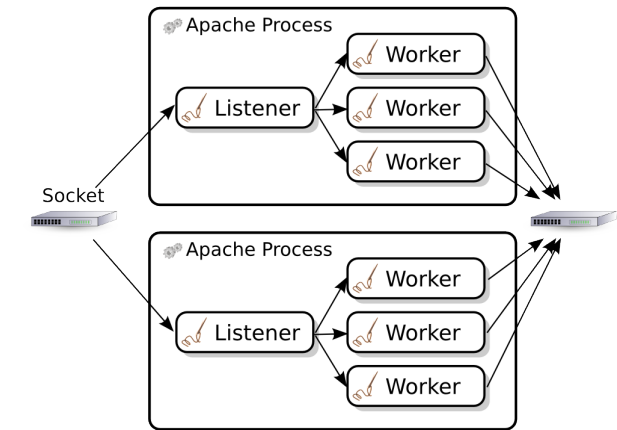 Apache Process
Worker
Listener
Worker
Worker
Socket
Apache Process
Worker
Listener
Worker
Worker